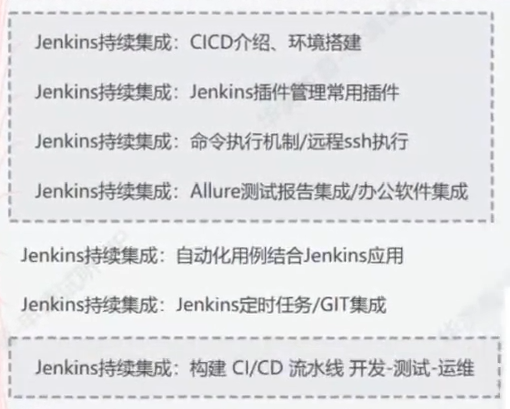 Jenkins持续集成：CICD介绍、环境搭建
Jenkins持续集成：Jenkins插件管理常用插件
Jenkins持续集成：命令执行机制/远程ssh执行
Jenkins持续集成：Allure测试报告集成/办公软件集成
Jenkins持续集成：自动化用例结合Jenkins应用
Jenkins持续集成：Jenkins定时任务/GIT集成
Jenkins持续集成：构建 CI/CD 流水线 开发-测试-运维